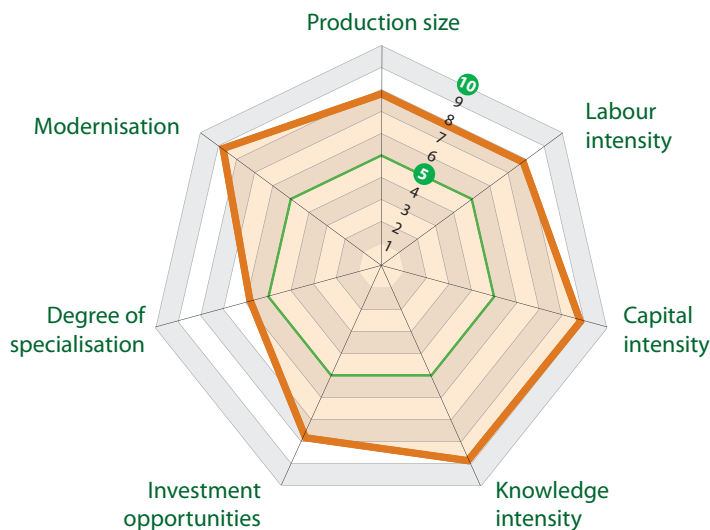 Production size
10
9
8
7
6
5
4
3
2
1
Labour
intensity
Capital
intensity
Knowledge
intensity
Investment
opportunities
Degree of
specialisation
Modernisation